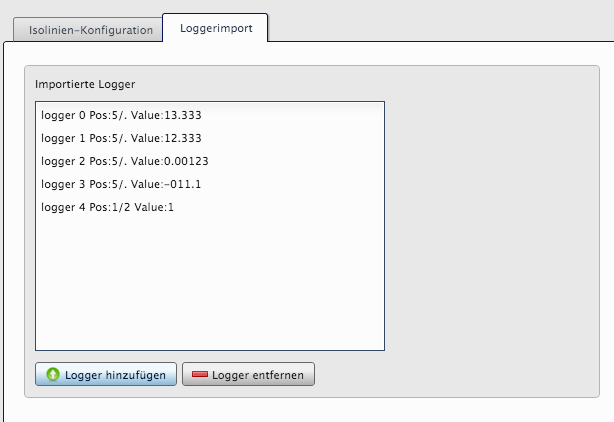 Isolinien-Konfiguration Loggerimport
Importierte Logger
logger 0 Pos:5/. Value:13.333
logger 1 Pos:5/. Value:12.333
logger 2 Pos:5/. Value:0.00123
logger 3 Pos:5/. Value:-011.1
logger 4 Pos:1/2 Value:1
Logger hinzufügen Logger entfernen